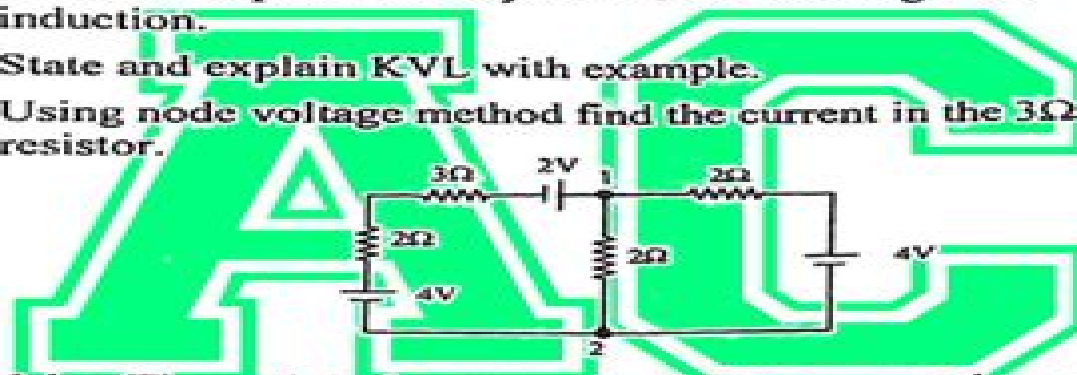 induction.
State and explain KVL with example.
Using node voltage method find the current in the 3Ω
resistor.
3Ω 2V 1 2Ω
2Ω 2Ω 4V
4V
2
AC